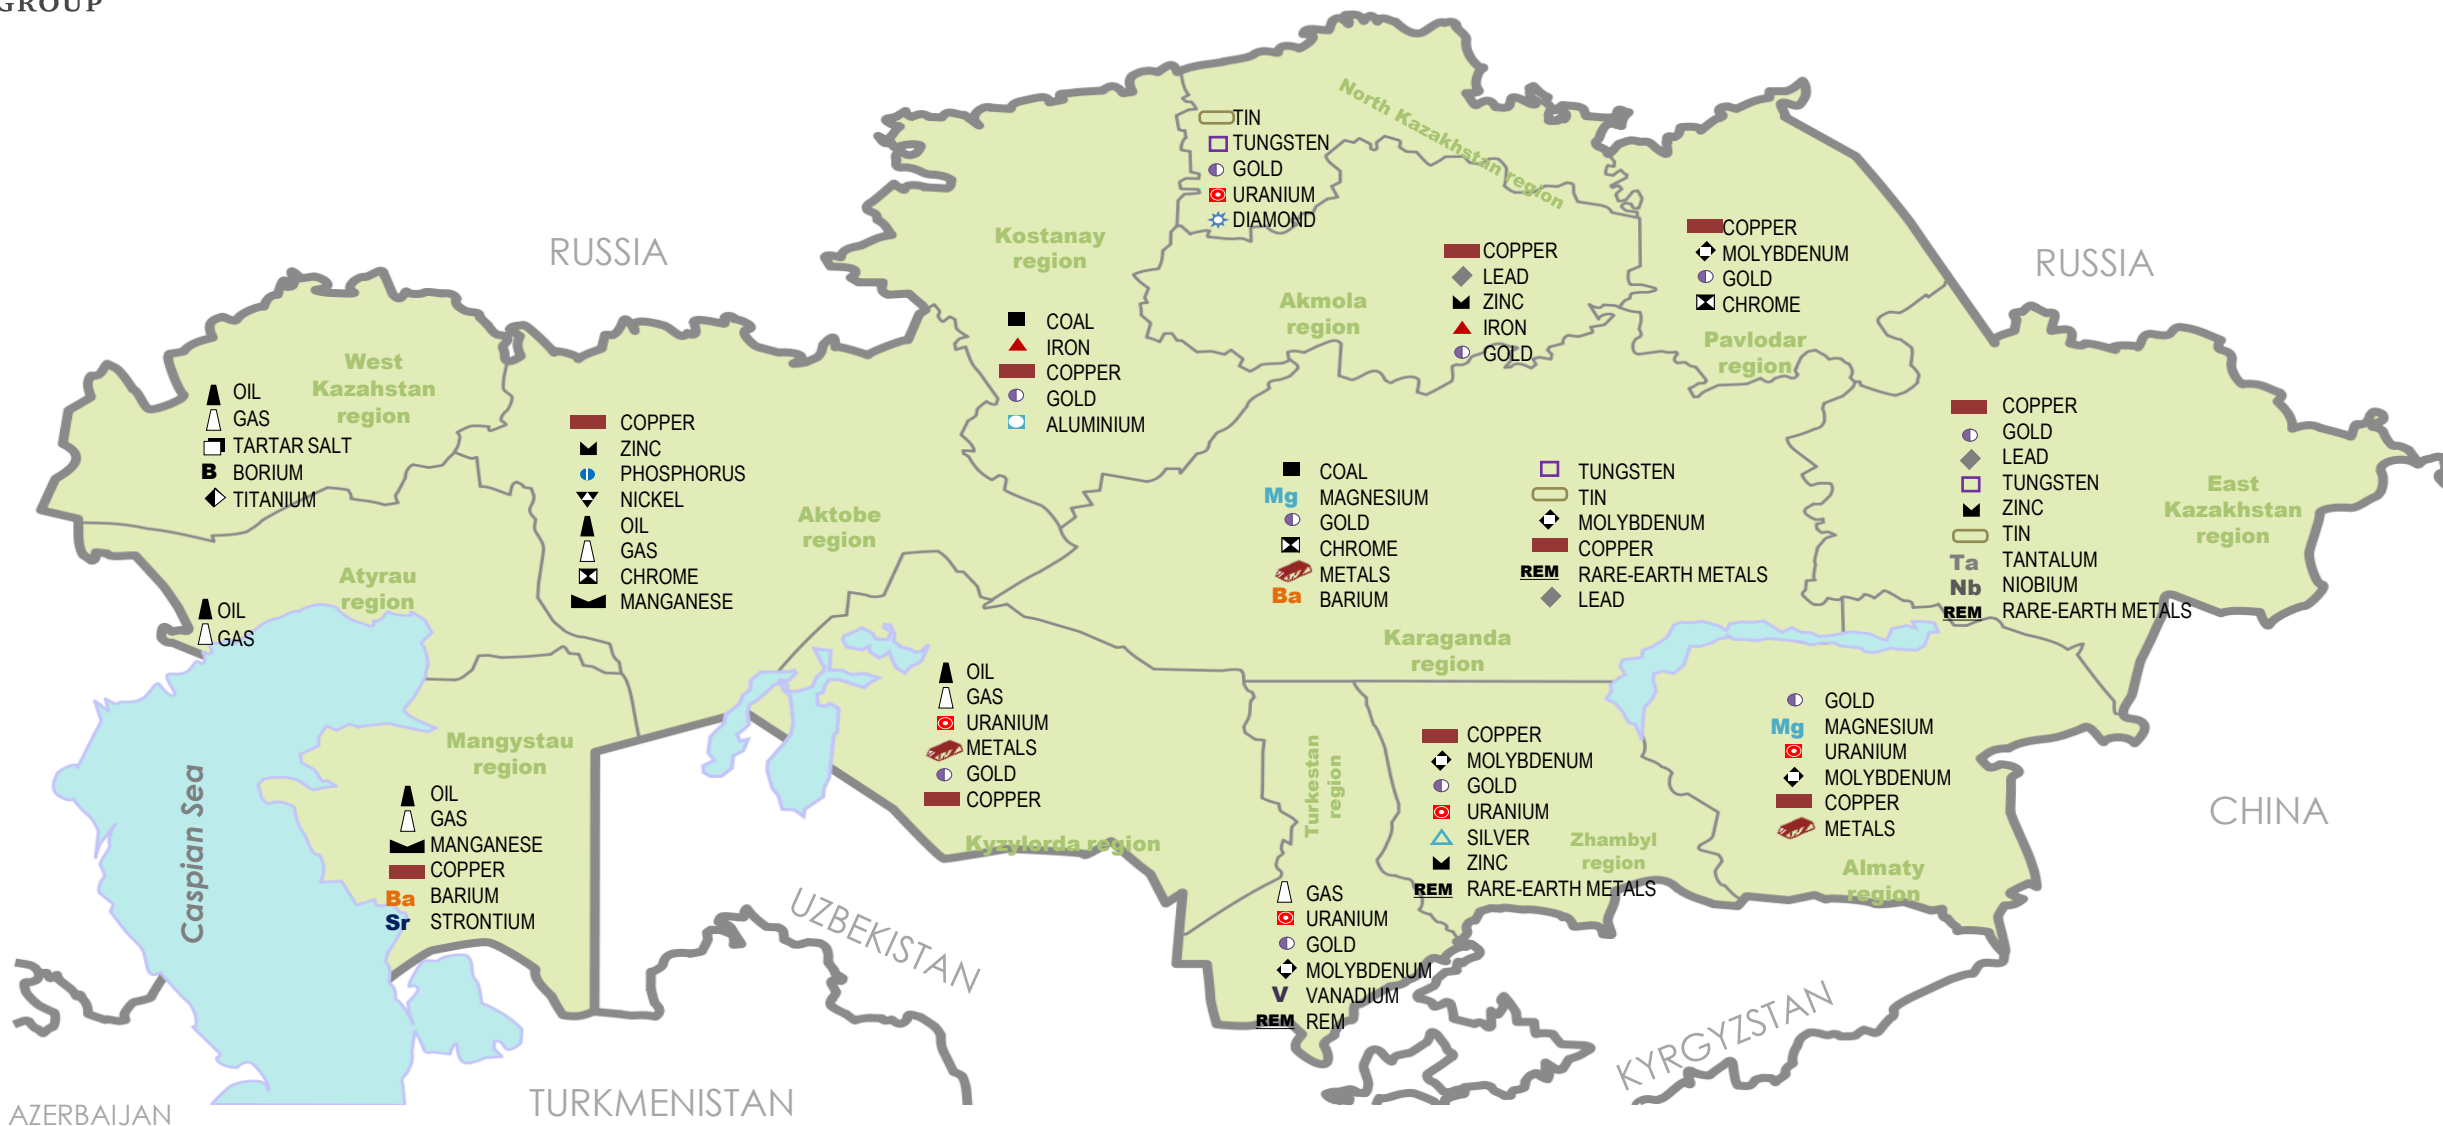 GROUP
RUSSIA
RUSSIA
CHINA
KYRGYZSTAN
UZBEKISTAN
TURKMENISTAN
AZERBAIJAN
Caspian Sea
North Kazakhstan region
TIN
TUNGSTEN
GOLD
URANIUM
DIAMOND
Kostanay
region
COAL
IRON
COPPER
GOLD
ALUMINIUM
Akmola
region
COPPER
LEAD
ZINC
IRON
GOLD
COPPER
MOLYBDENUM
GOLD
CHROME
Pavlodar
region
West
Kazahstan
region
OIL
GAS
TARTAR SALT
B BORIUM
TITANIUM
COPPER
ZINC
PHOSPHORUS
NICKEL
OIL
GAS
CHROME
MANGANESE
Aktobe
region
Atyrau
region
OIL
GAS
Mangystau
region
OIL
GAS
MANGANESE
COPPER
Ba BARIUM
Sr STRONTIUM
OIL
GAS
URANIUM
METALS
GOLD
COPPER
Kyzylorda region
COAL
Mg MAGNESIUM
GOLD
CHROME
METALS
Ba BARIUM
TUNGSTEN
TIN
MOLYBDENUM
COPPER
REM RARE-EARTH METALS
LEAD
Karaganda
region
COPPER
GOLD
LEAD
TUNGSTEN
ZINC
TIN
Ta TANTALUM
Nb NIOBIUM
REM RARE-EARTH METALS
East
Kazakhstan
region
Turkestan
region
GAS
URANIUM
GOLD
MOLYBDENUM
V VANADIUM
REM REM
COPPER
MOLYBDENUM
GOLD
URANIUM
SILVER
ZINC
REM RARE-EARTH METALS
Zhambyl
region
GOLD
Mg MAGNESIUM
URANIUM
MOLYBDENUM
COPPER
METALS
Almaty
region